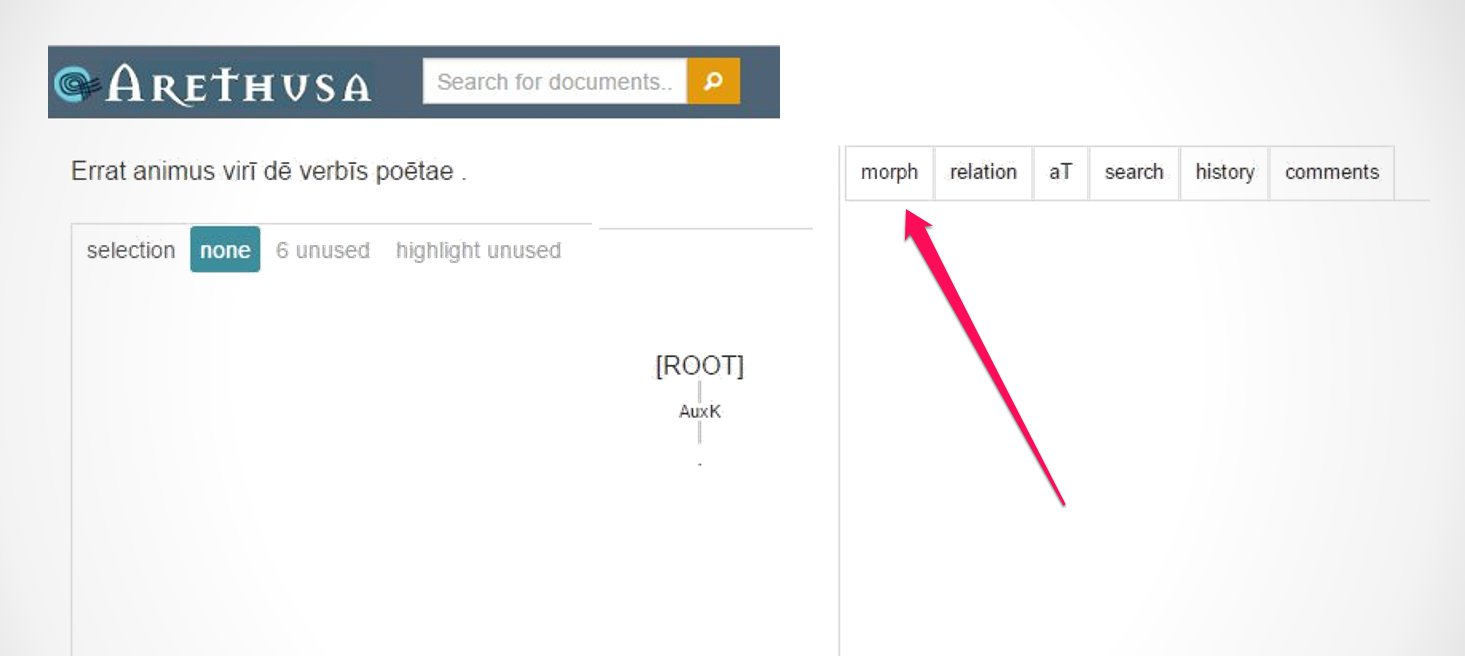 ARETHUSA
Search for documents..
Errat animus virī dē verbīs poētae .
morph relation aT search history comments
selection none 6 unused highlight unused
[ROOT]
AuxK
.